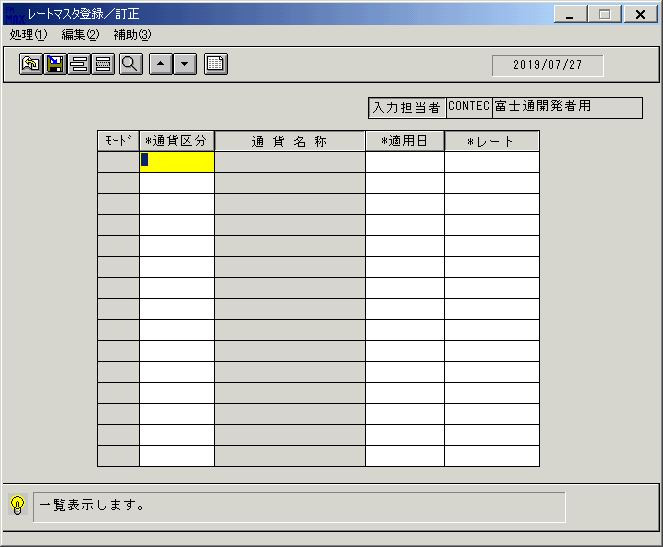 レートマスタ登録／訂正
処理(1) 編集(2) 補助(3)
2019/07/27
入力担当者 CONTEC 富士通開発者用
ﾓｰﾄﾞ *通貨区分 通 貨 名 称 *適用日 *レート
一覧表示します。